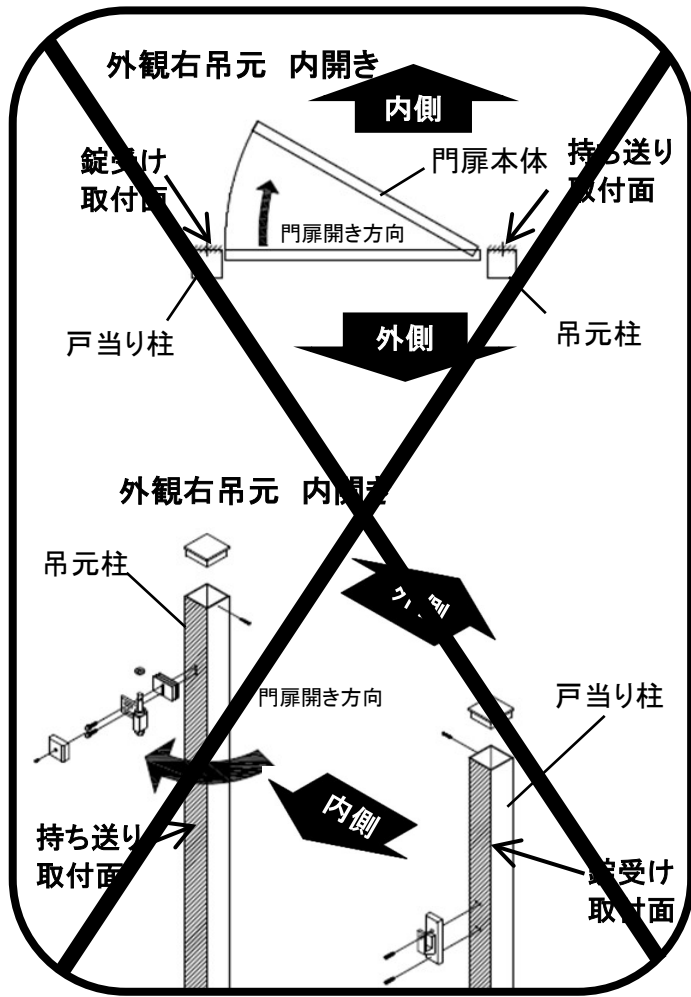 外観右吊元　内開き
内側
錠受け
取付面
門扉本体
持ち送り
取付面
門扉開き方向
戸当り柱
外側
吊元柱
外観右吊元　内開き
吊元柱
外側
門扉開き方向
戸当り柱
内側
持ち送り
取付面
錠受け
取付面